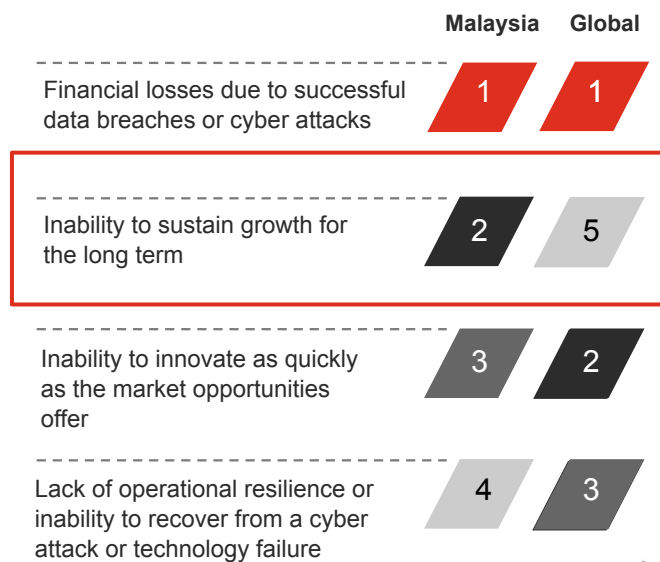 Malaysia Global
Financial losses due to successful
data breaches or cyber attacks
1 1
Inability to sustain growth for
the long term
2 5
Inability to innovate as quickly
as the market opportunities
offer
3 2
Lack of operational resilience or
inability to recover from a cyber
attack or technology failure
4 3